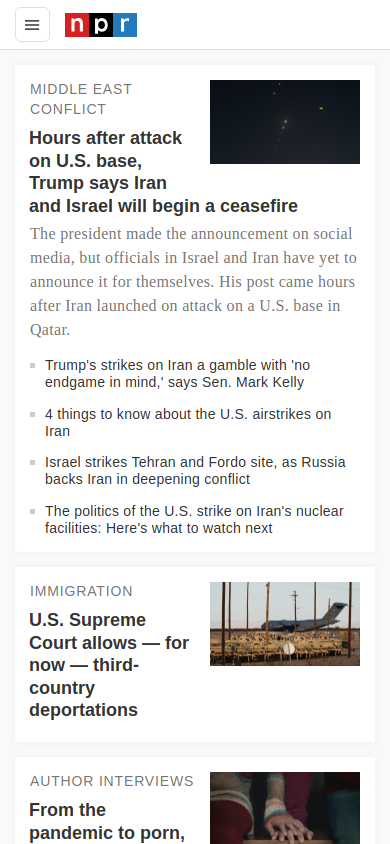 npr
MIDDLE EAST
CONFLICT
Hours after attack
on U.S. base,
Trump says Iran
and Israel will begin a ceasefire
The president made the announcement on social
media, but officials in Israel and Iran have yet to
announce it for themselves. His post came hours
after Iran launched on attack on a U.S. base in
Qatar.
Trump's strikes on Iran a gamble with 'no
endgame in mind,' says Sen. Mark Kelly
4 things to know about the U.S. airstrikes on
Iran
Israel strikes Tehran and Fordo site, as Russia
backs Iran in deepening conflict
The politics of the U.S. strike on Iran's nuclear
facilities: Here's what to watch next
IMMIGRATION
U.S. Supreme
Court allows — for
now — third-
country
deportations
AUTHOR INTERVIEWS
From the
pandemic to porn,